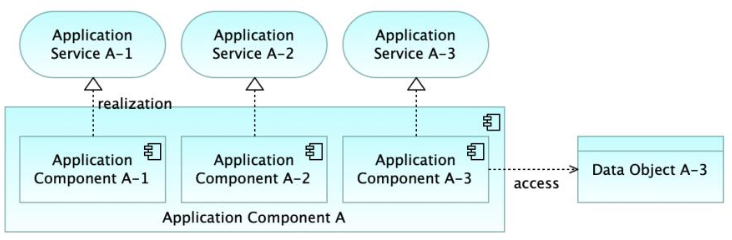 Application
Service A-1
Application
Service A-2
Application
Service A-3
realization
Application
Component A-1
Application
Component A-2
Application
Component A-3
access
Data Object A-3
Application Component A